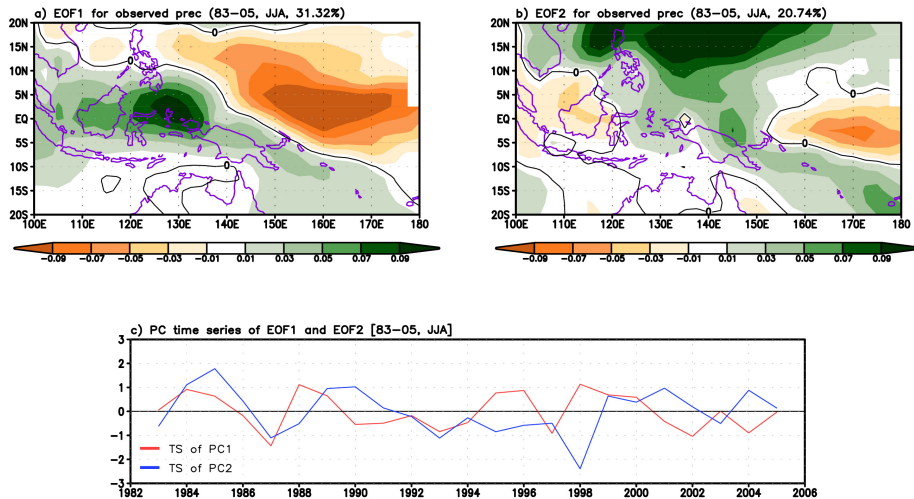 a) EOF1 for observed prec (83-05, JJA, 31.32%)
20N
15N
10N
5N
EQ
5S
10S
15S
20S
0
0
0
100E 110E 120E 130E 140E 150E 160E 170E 180
-0.09 -0.07 -0.05 -0.03 -0.01 0.01 0.03 0.05 0.07 0.09
b) EOF2 for observed prec (83-05, JJA, 20.74%)
20N
15N
10N
5N
EQ
5S
10S
15S
20S
0
0
0
0
100E 110E 120E 130E 140E 150E 160E 170E 180
-0.09 -0.07 -0.05 -0.03 -0.01 0.01 0.03 0.05 0.07 0.09
c) PC time series of EOF1 and EOF2 [83-05, JJA]
3
2
1
0
-1
-2
-3
TS of PC1
TS of PC2
1982 1984 1986 1988 1990 1992 1994 1996 1998 2000 2002 2004 2006